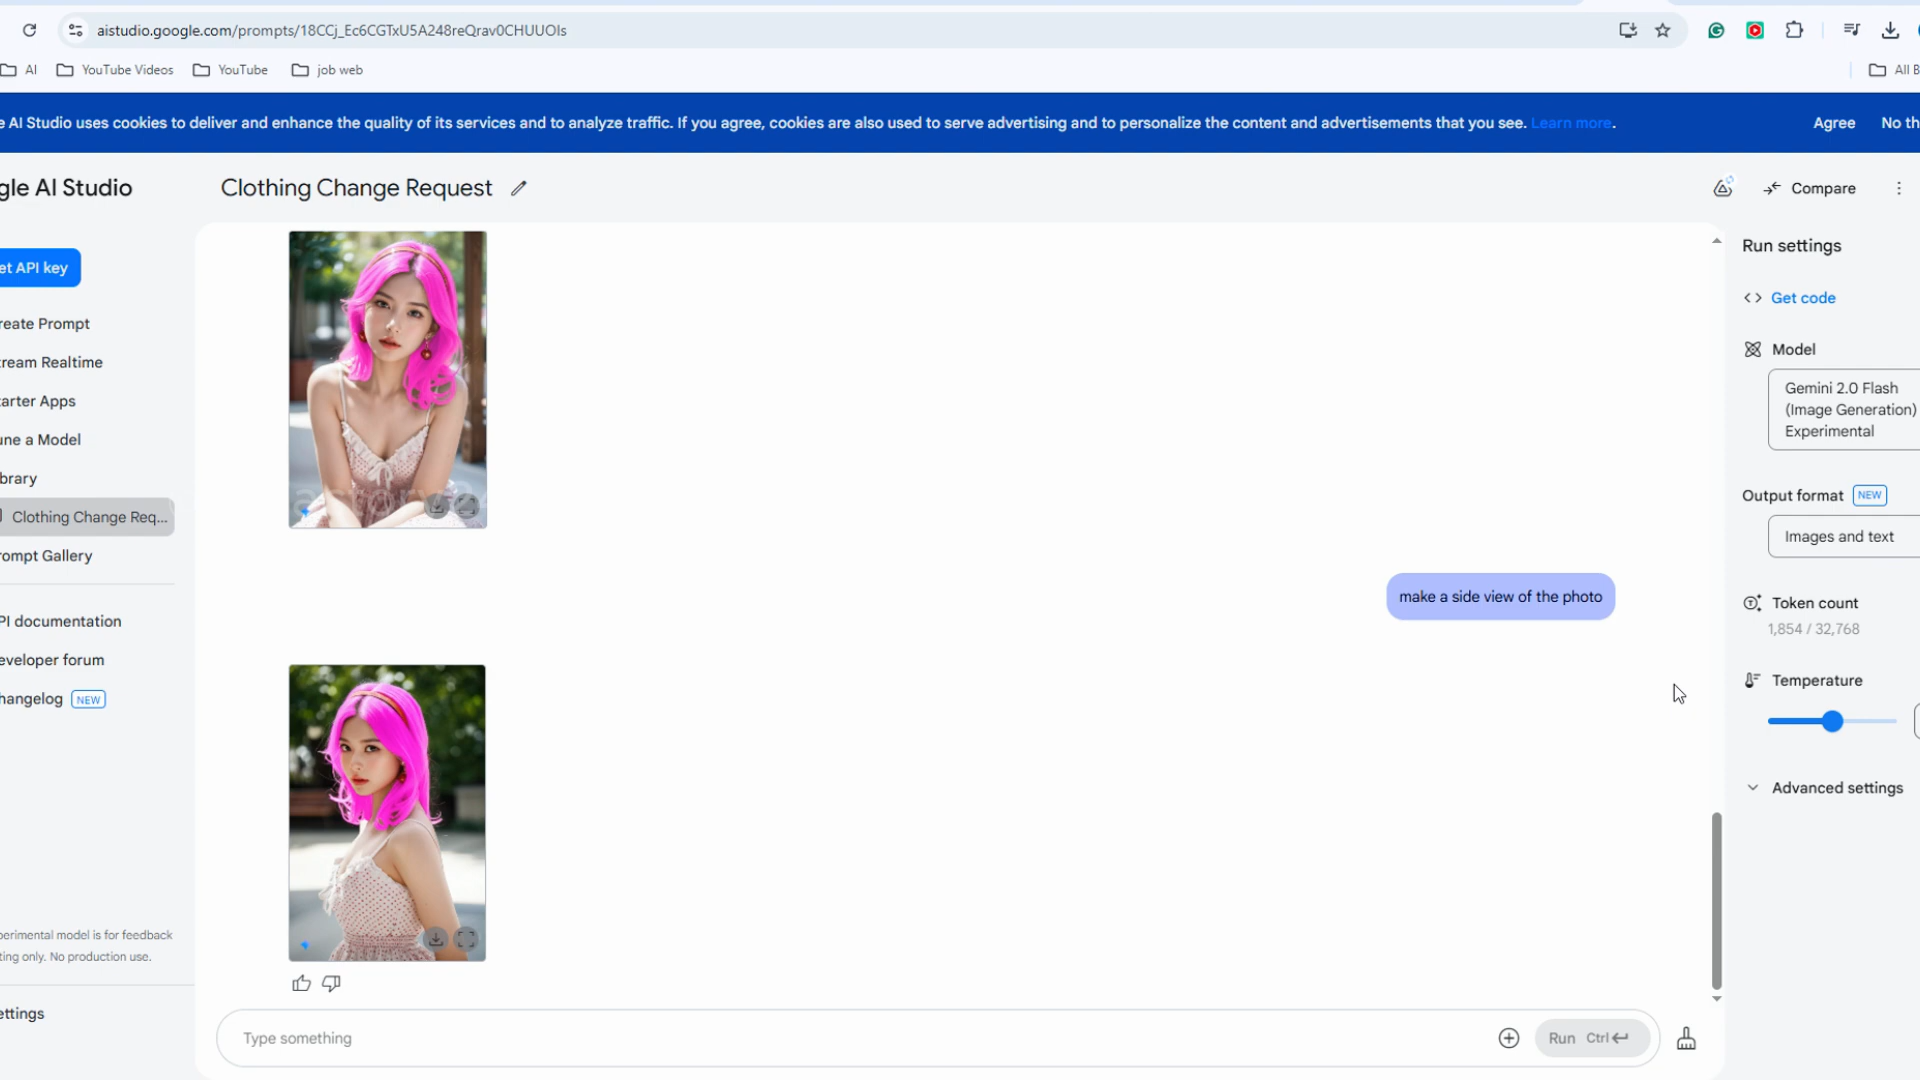 aistudio.google.com/prompts/18CCj_Ec6CGTxU5A248reQrav0CHUUOIs
AI
YouTube Videos
YouTube
job web
All B
e AI Studio uses cookies to deliver and enhance the quality of its services and to analyze traffic. If you agree, cookies are also used to serve advertising and to personalize the content and advertisements that you see. Learn more.
Agree
No th
gle AI Studio
Clothing Change Request
Compare
et API key
reate Prompt
tream Realtime
tarter Apps
une a Model
ibrary
Clothing Change Req...
rompt Gallery
PI documentation
eveloper forum
hangelog NEW
perimental model is for feedback
ting only. No production use.
ettings
make a side view of the photo
Type something
Run Ctrl
Run settings
Get code
Model
Gemini 2.0 Flash
(Image Generation)
Experimental
Output format NEW
Images and text
Token count
1,854 / 32,768
Temperature
Advanced settings